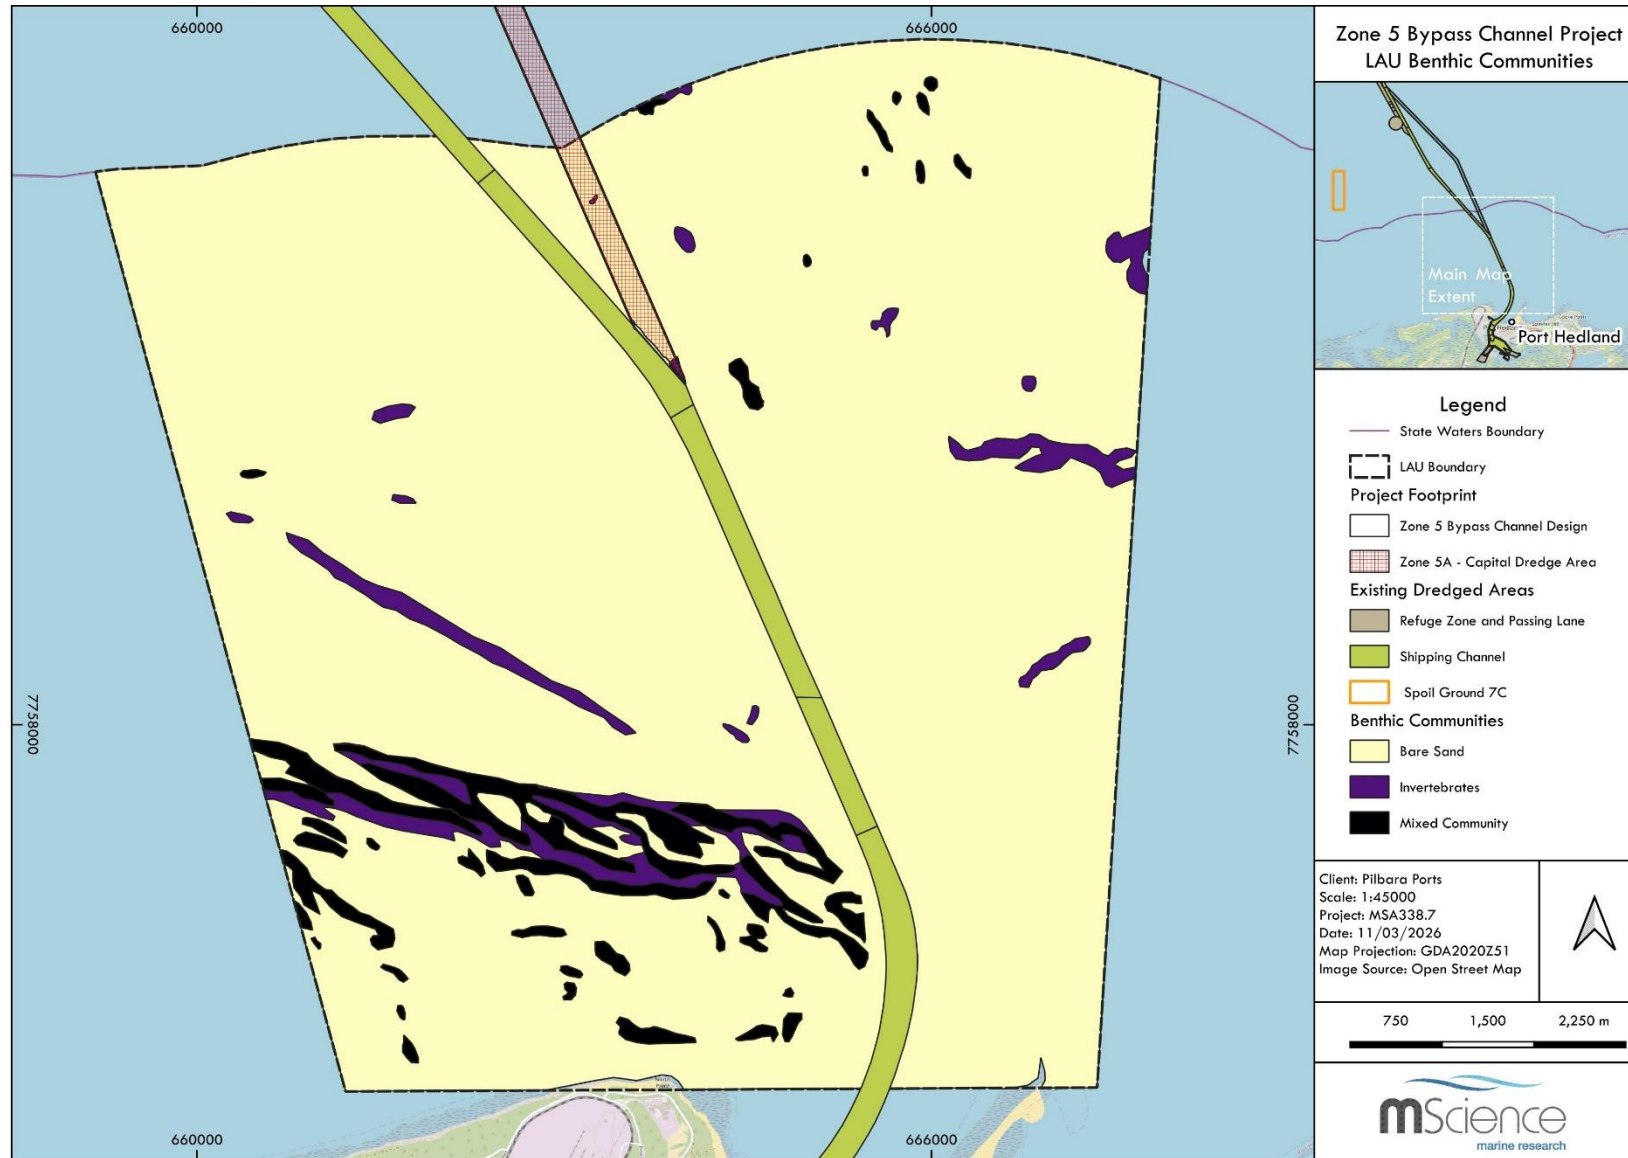 660000
666000
7758000
7758000
660000
666000
North
Point
Zone 5 Bypass Channel Project
LAU Benthic Communities
Main Map
Extent
Port Hedland
Legend
State Waters Boundary
LAU Boundary
Project Footprint
Zone 5 Bypass Channel Design
Zone 5A - Capital Dredge Area
Existing Dredged Areas
Refuge Zone and Passing Lane
Shipping Channel
Spoil Ground 7C
Benthic Communities
Bare Sand
Invertebrates
Mixed Community
Client: Pilbara Ports
Scale: 1:45000
Project: MSA338.7
Date: 11/03/2026
Map Projection: GDA2020Z51
Image Source: Open Street Map
750 1,500 2,250 m
mScience
marine research